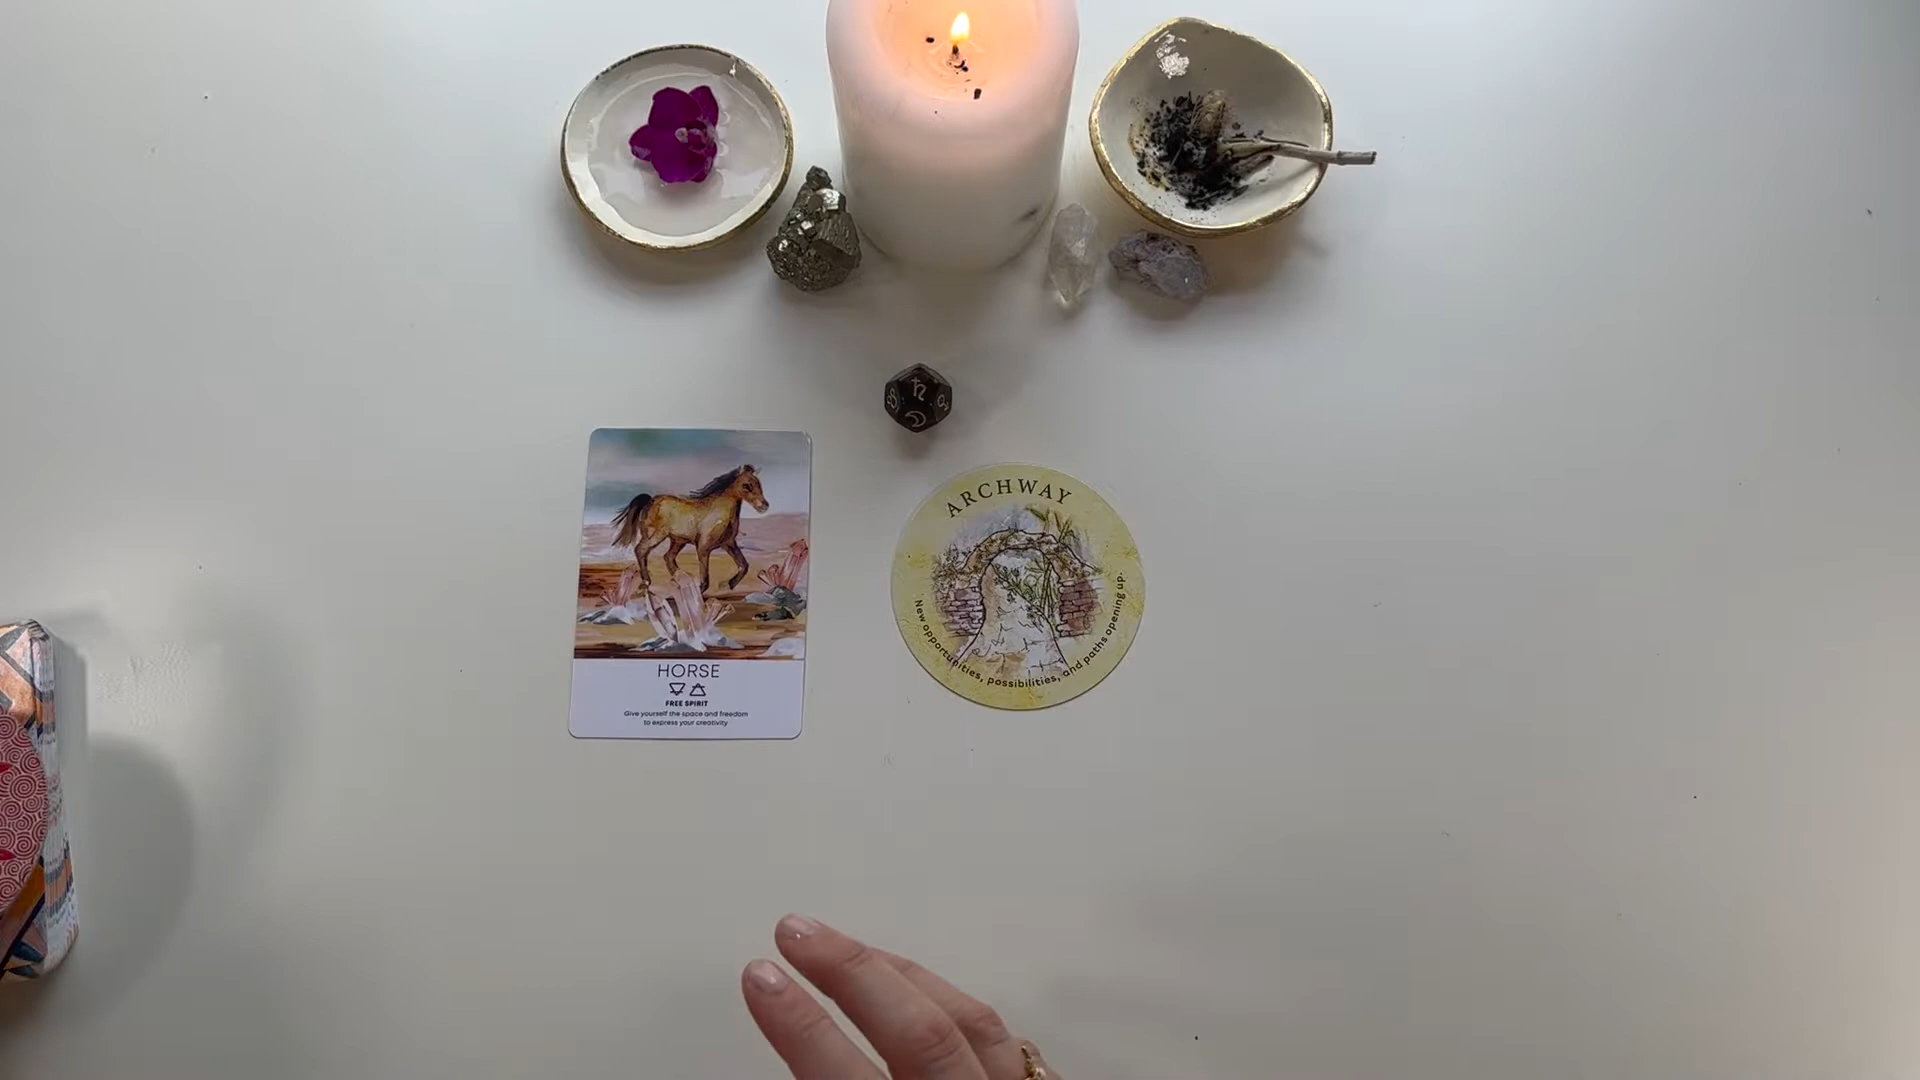 ARCHWAY
New opportunities, possibilities, and paths opening up.
HORSE
FREE SPIRIT
Give yourself the space and freedom
to express your creativity